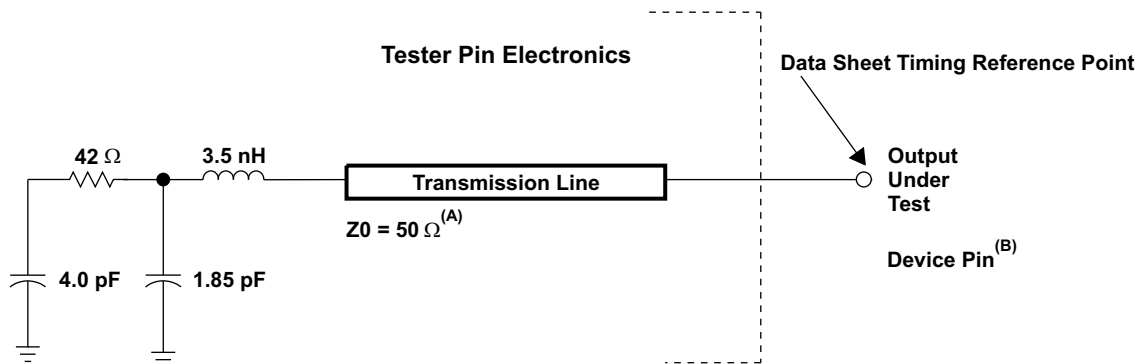 Tester Pin Electronics
Data Sheet Timing Reference Point
42 Ω
3.5 nH
Transmission Line
Output
Under
Test
Z0 = 50 Ω(A)
Device Pin(B)
4.0 pF
1.85 pF